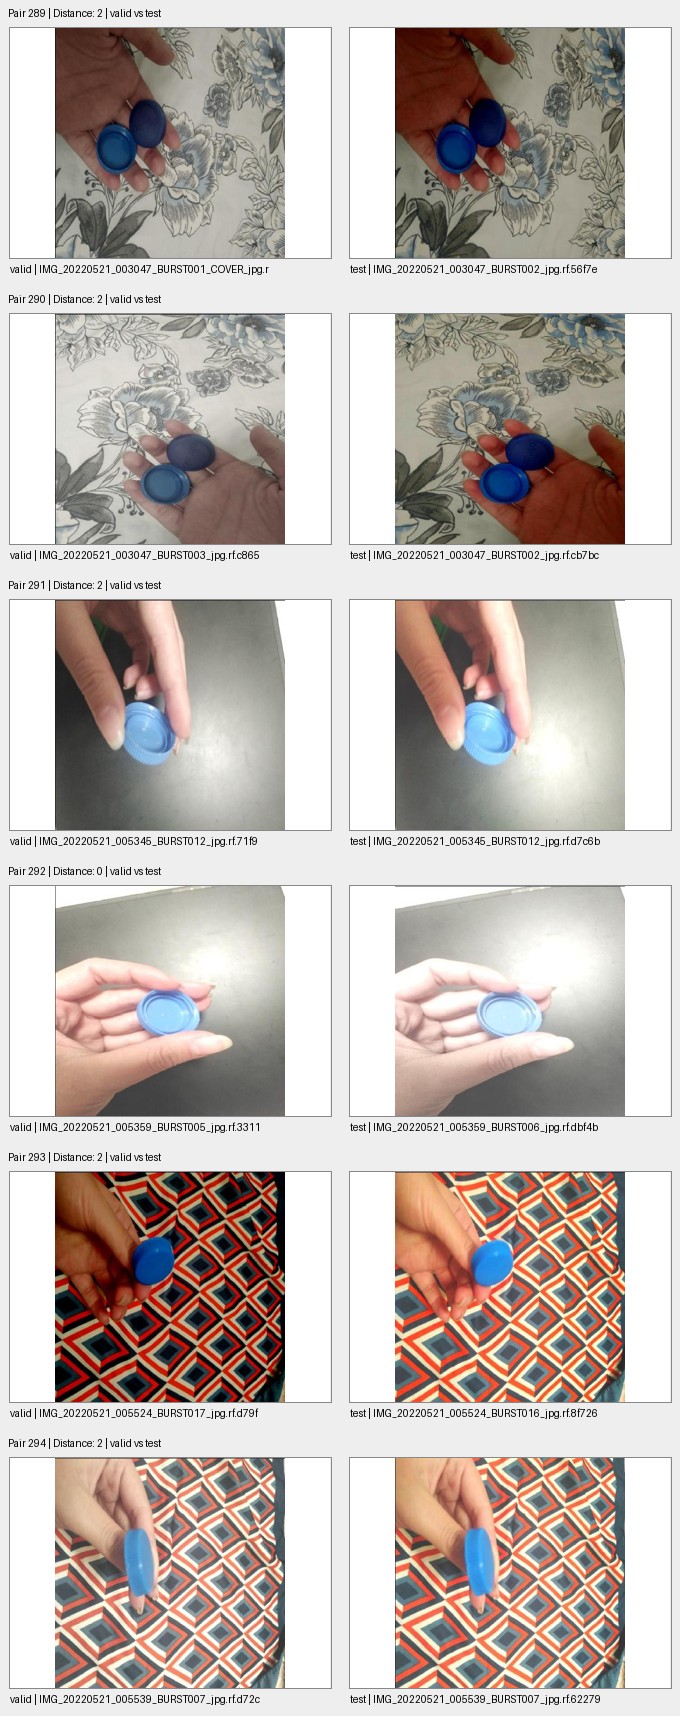 Pair 289 | Distance: 2 | valid vs test
valid | IMG_20220521_003047_BURST001_COVER_jpg.r
test | IMG_20220521_003047_BURST002_jpg.rf.56f7e
Pair 290 | Distance: 2 | valid vs test
valid | IMG_20220521_003047_BURST003_jpg.rf.c865
test | IMG_20220521_003047_BURST002_jpg.rf.cb7bc
Pair 291 | Distance: 2 | valid vs test
valid | IMG_20220521_005345_BURST012_jpg.rf.71f9
test | IMG_20220521_005345_BURST012_jpg.rf.d7c6b
Pair 292 | Distance: 0 | valid vs test
valid | IMG_20220521_005359_BURST005_jpg.rf.3311
test | IMG_20220521_005359_BURST006_jpg.rf.dbf4b
Pair 293 | Distance: 2 | valid vs test
valid | IMG_20220521_005524_BURST017_jpg.rf.d79f
test | IMG_20220521_005524_BURST016_jpg.rf.8f726
Pair 294 | Distance: 2 | valid vs test
valid | IMG_20220521_005539_BURST007_jpg.rf.d72c
test | IMG_20220521_005539_BURST007_jpg.rf.62279